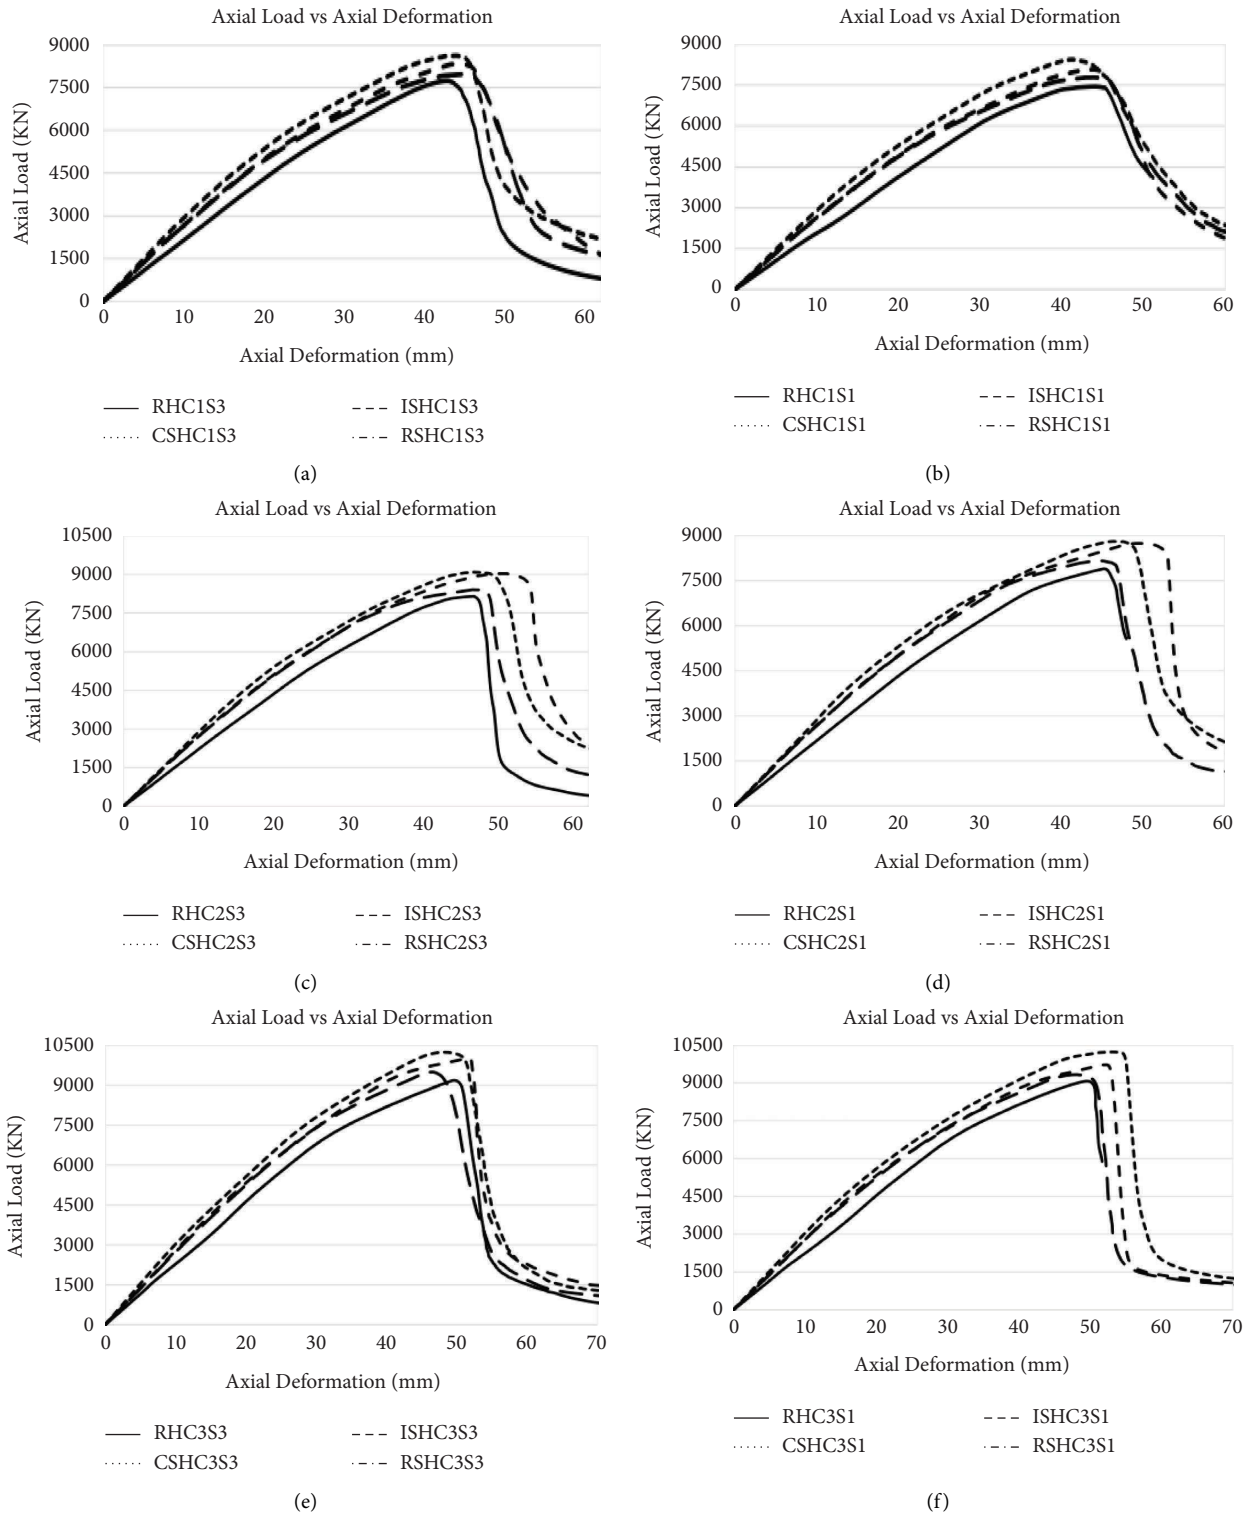 Axial Load vs Axial Deformation
9000
7500
6000
4500
3000
1500
0
Axial Load (KN)
0 10 20 30 40 50 60
Axial Deformation (mm)
RHC1S3 ISHC1S3
CSHC1S3 RSHC1S3
(a)
Axial Load vs Axial Deformation
9000
7500
6000
4500
3000
1500
0
Axial Load (KN)
0 10 20 30 40 50 60
Axial Deformation (mm)
RHC1S1 ISHC1S1
CSHC1S1 RSHC1S1
(b)
Axial Load vs Axial Deformation
10500
9000
7500
6000
4500
3000
1500
0
Axial Load (KN)
0 10 20 30 40 50 60
Axial Deformation (mm)
RHC2S3 ISHC2S3
CSHC2S3 RSHC2S3
(c)
Axial Load vs Axial Deformation
9000
7500
6000
4500
3000
1500
0
Axial Load (KN)
0 10 20 30 40 50 60
Axial Deformation (mm)
RHC2S1 ISHC2S1
CSHC2S1 RSHC2S1
(d)
Axial Load vs Axial Deformation
10500
9000
7500
6000
4500
3000
1500
0
Axial Load (KN)
0 10 20 30 40 50 60 70
Axial Deformation (mm)
RHC3S3 ISHC3S3
CSHC3S3 RSHC3S3
(e)
Axial Load vs Axial Deformation
10500
9000
7500
6000
4500
3000
1500
0
Axial Load (KN)
0 10 20 30 40 50 60 70
Axial Deformation (mm)
RHC3S1 ISHC3S1
CSHC3S1 RSHC3S1
(f)